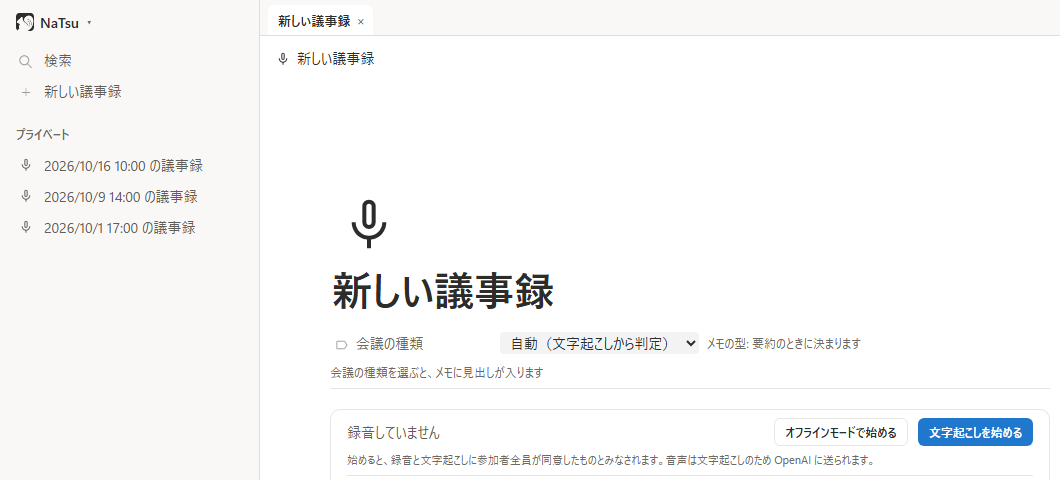 NaTsu
検索
新しい議事録
プライベート
2026/10/16 10:00 の議事録
2026/10/9 14:00 の議事録
2026/10/1 17:00 の議事録
新しい議事録 ×
新しい議事録
新しい議事録
会議の種類 自動（文字起こしから判定） メモの型: 要約のときに決まります
会議の種類を選ぶと、メモに見出しが入ります
録音していません オフラインモードで始める 文字起こしを始める
始めると、録音と文字起こしに参加者全員が同意したものとみなされます。音声は文字起こしのため OpenAI に送られます。